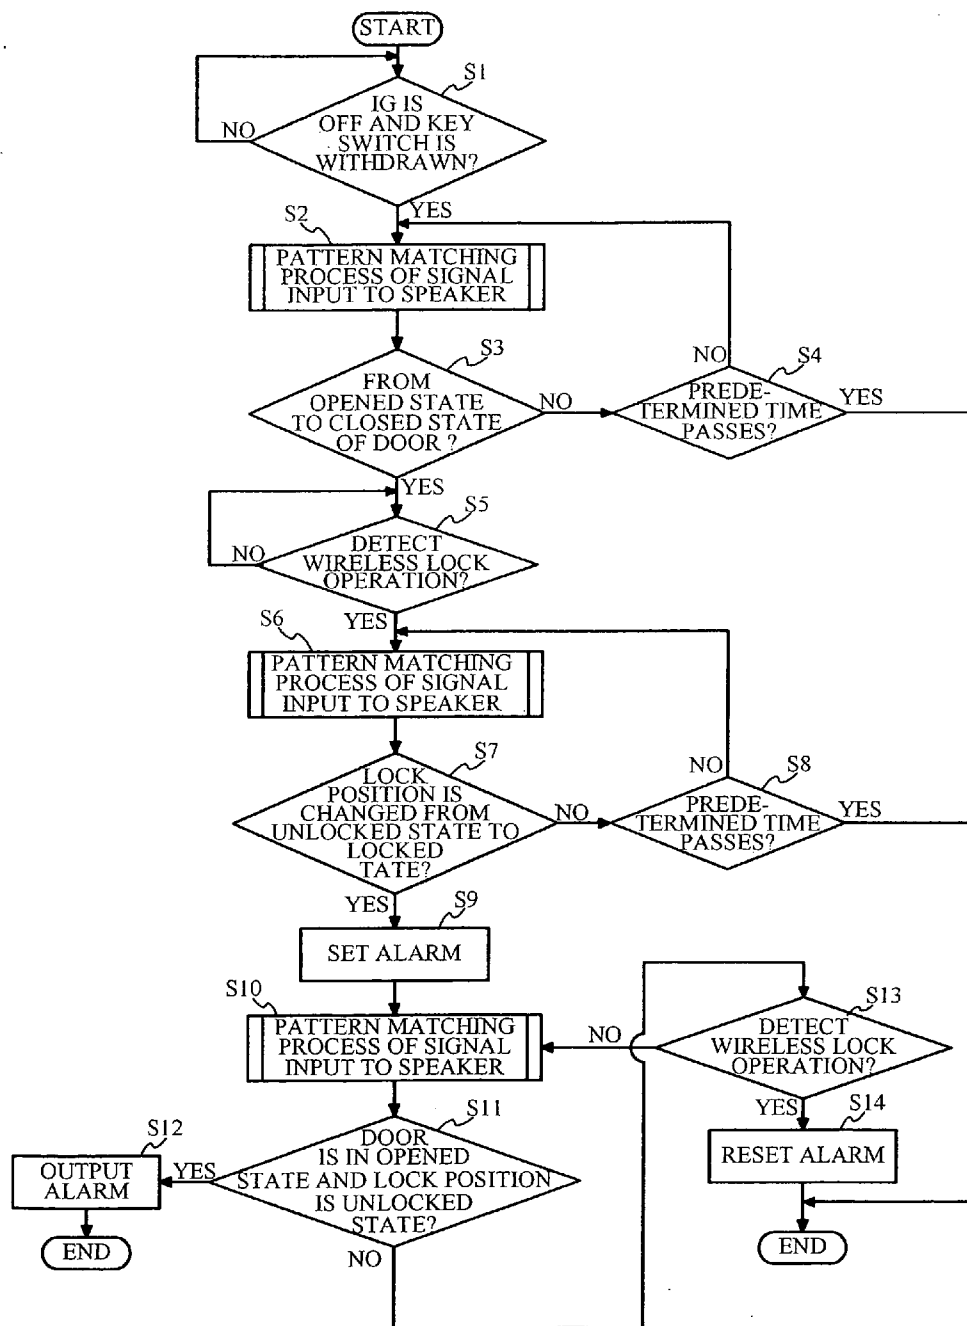 START
S1
IG IS
OFF AND KEY
SWITCH IS
WITHDRAWN?
NO
YES
S2
PATTERN MATCHING
PROCESS OF SIGNAL
INPUT TO SPEAKER
S3
FROM
OPENED STATE
TO CLOSED STATE
OF DOOR ?
NO
YES
S4
PREDE-
TERMINED TIME
PASSES?
NO
YES
S5
DETECT
WIRELESS LOCK
OPERATION?
NO
YES
S6
PATTERN MATCHING
PROCESS OF SIGNAL
INPUT TO SPEAKER
S7
LOCK
POSITION IS
CHANGED FROM
UNLOCKED STATE TO
LOCKED
TATE?
NO
YES
S8
PREDE-
TERMINED TIME
PASSES?
NO
YES
S9
SET ALARM
S10
PATTERN MATCHING
PROCESS OF SIGNAL
INPUT TO SPEAKER
S11
DOOR
IS IN OPENED
STATE AND LOCK POSITION
IS UNLOCKED
STATE?
YES
NO
S12
OUTPUT
ALARM
END
S13
DETECT
WIRELESS LOCK
OPERATION?
NO
YES
S14
RESET ALARM
END